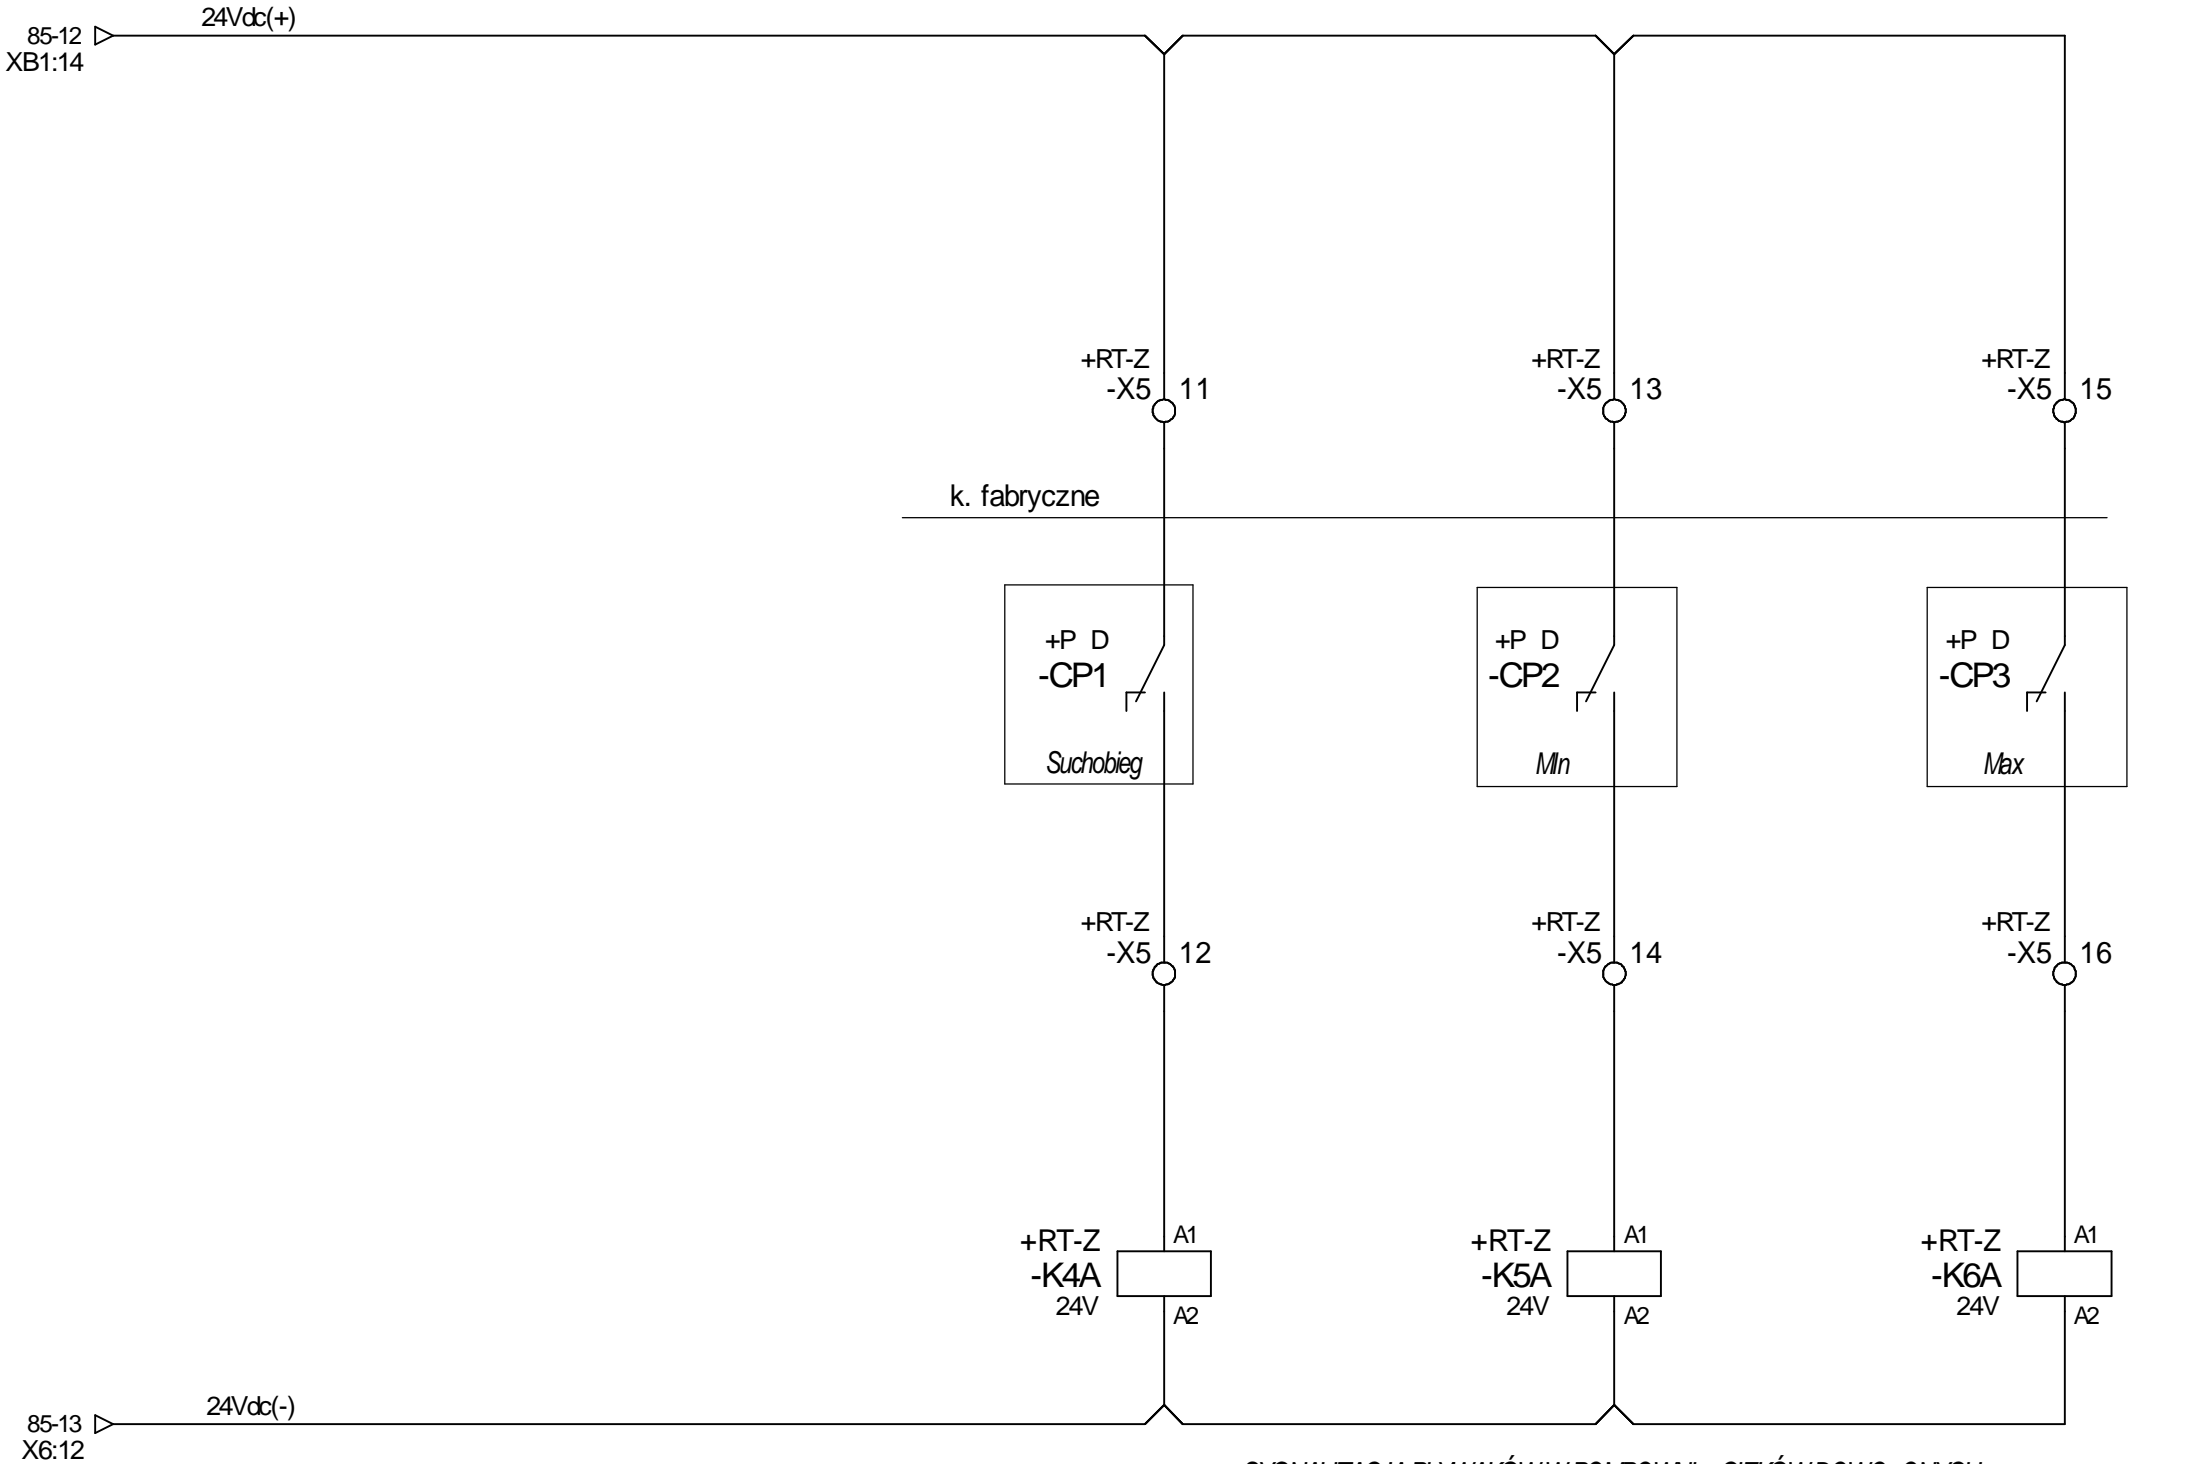 24Vdc(+)
85-12
XB1:14
+RT-Z
-X5 11
+RT-Z
-X5 13
+RT-Z
-X5 15
k. fabryczne
+P D
-CP1
Suchobieg
+P D
-CP2
MIn
+P D
-CP3
Max
+RT-Z
-X5 12
+RT-Z
-X5 14
+RT-Z
-X5 16
+RT-Z
-K4A
24V
A1
A2
+RT-Z
-K5A
24V
A1
A2
+RT-Z
-K6A
24V
A1
A2
24Vdc(-)
85-13
X6:12